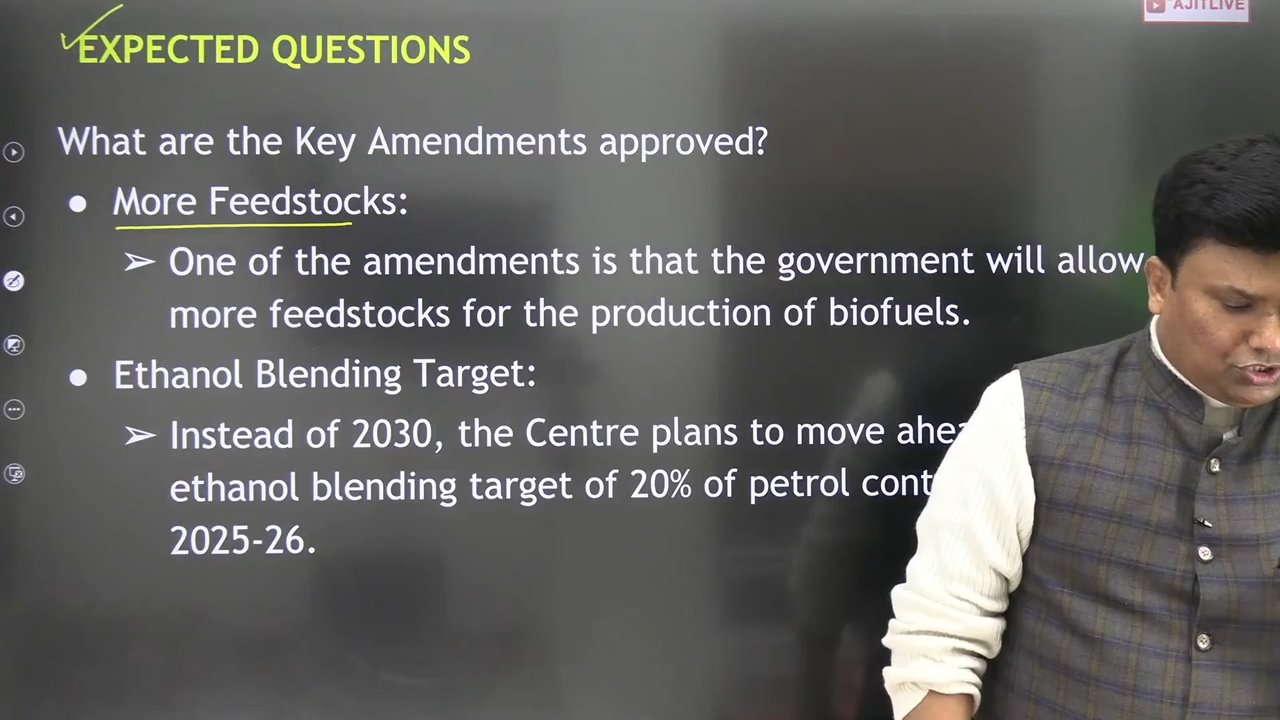 AJITLIVE
EXPECTED QUESTIONS
What are the Key Amendments approved?
● More Feedstocks:
➢ One of the amendments is that the government will allow
more feedstocks for the production of biofuels.
● Ethanol Blending Target:
➢ Instead of 2030, the Centre plans to move
ethanol blending target of 20% of petrol
2025-26.